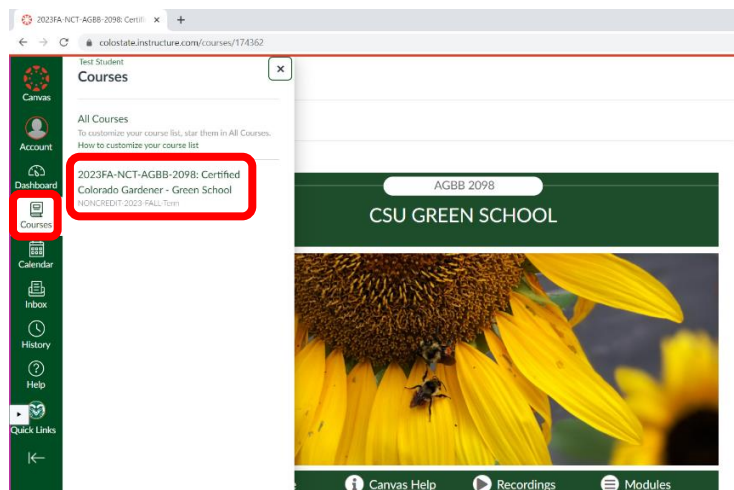 2023FA-NCT-AGBB-2098: Certifi
colostate.instructure.com/courses/174362
Canvas
Account
Dashboard
Courses
Calendar
Inbox
History
Help
Quick Links
Test Student
Courses
All Courses
To customize your course list, star them in All Courses.
How to customize your course list
2023FA-NCT-AGBB-2098: Certified
Colorado Gardener - Green School
NONCREDIT-2023-FALL-Term
AGBB 2098
CSU GREEN SCHOOL
Canvas Help
Recordings
Modules